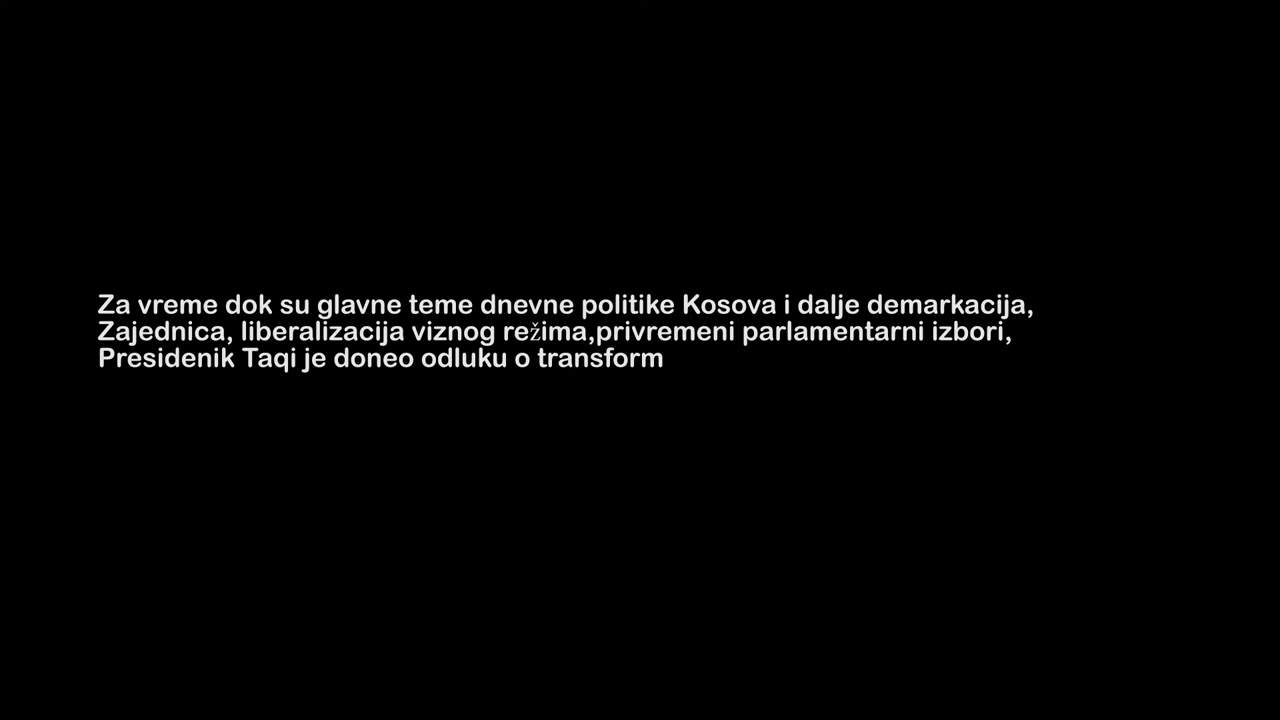 Za vreme dok su glavne teme dnevne politike Kosova i dalje demarkacija,
Zajednica, liberalizacija viznog režima,privremeni parlamentarni izbori,
Presidenik Taqi je doneo odluku o transform